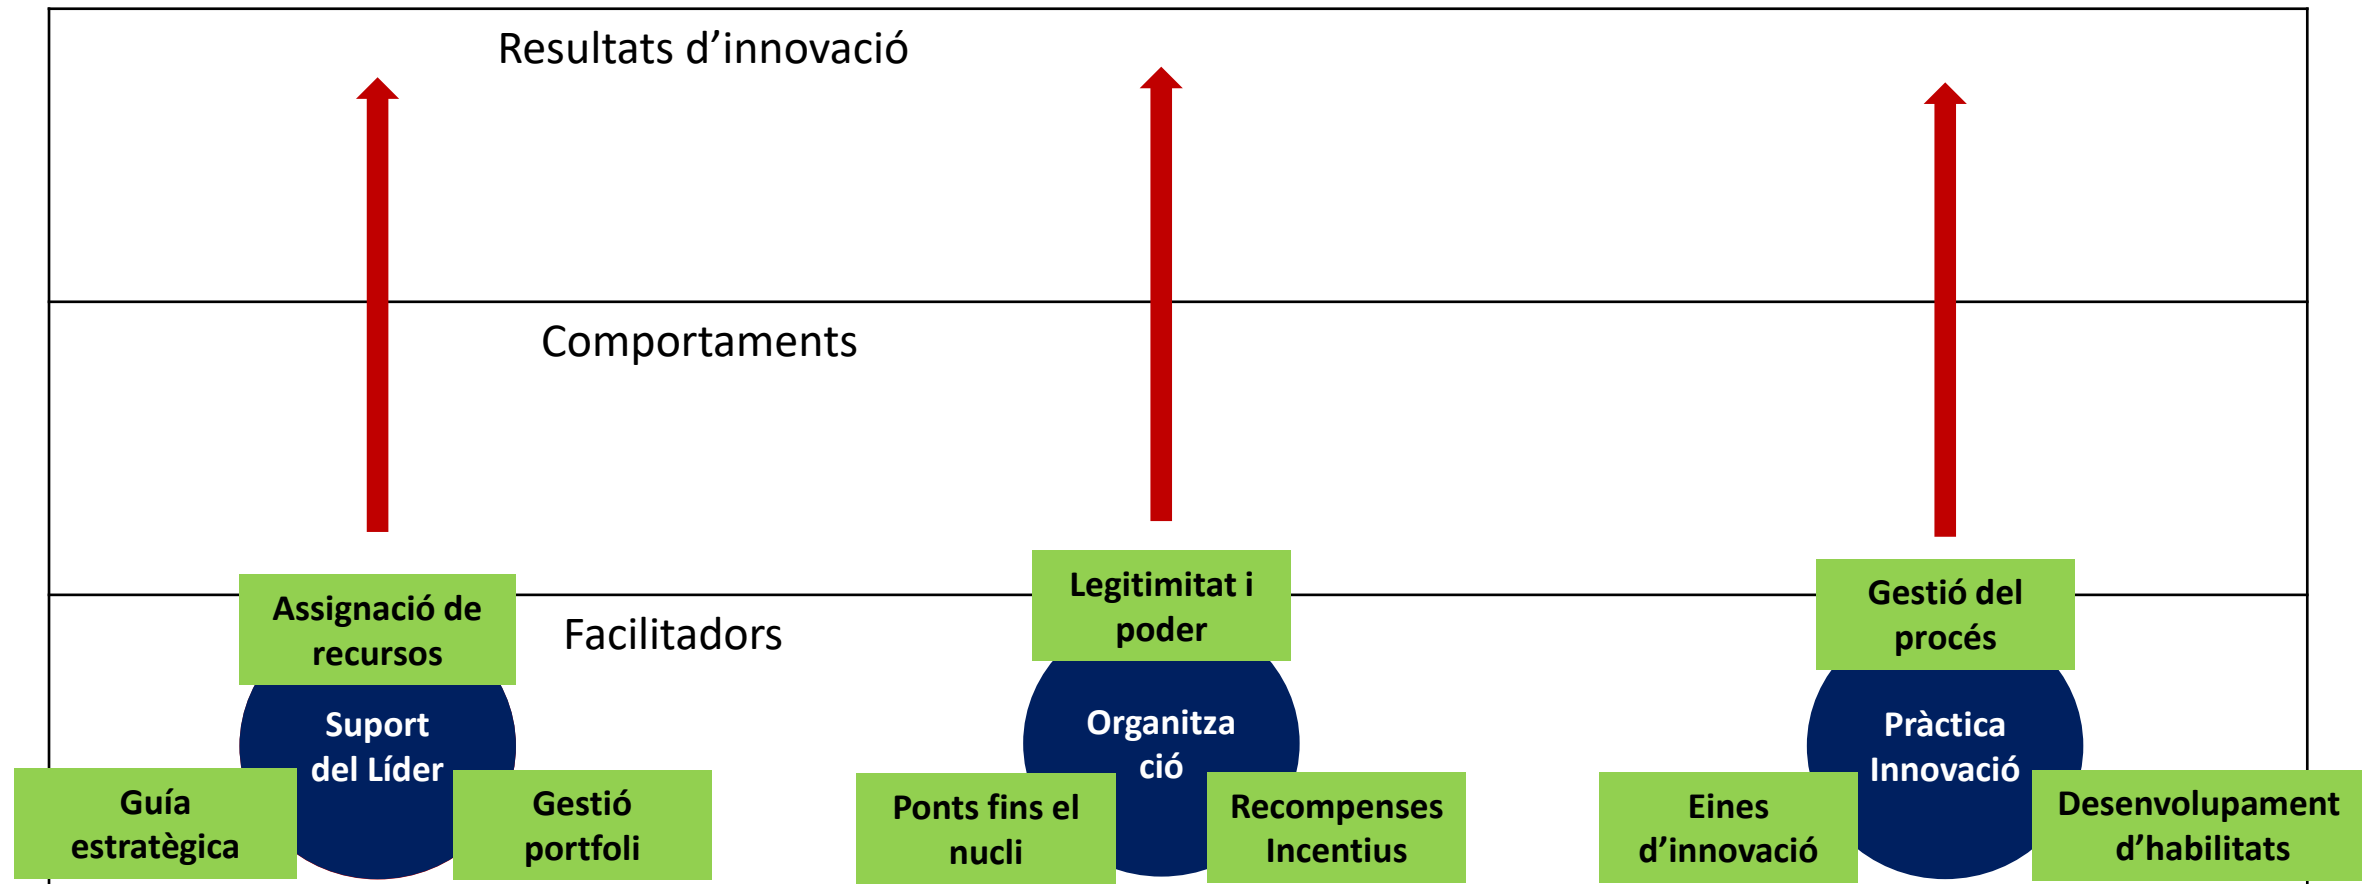 Resultats d’innovació
Comportaments
Facilitadors
Assignació de
recursos
Suport
del Líder
Guía
estratègica
Gestió
portfoli
Legitimitat i
poder
Organitza
ció
Ponts fins el
nucli
Recompenses
Incentius
Gestió del
procés
Pràctica
Innovació
Eines
d’innovació
Desenvolupament
d’habilitats